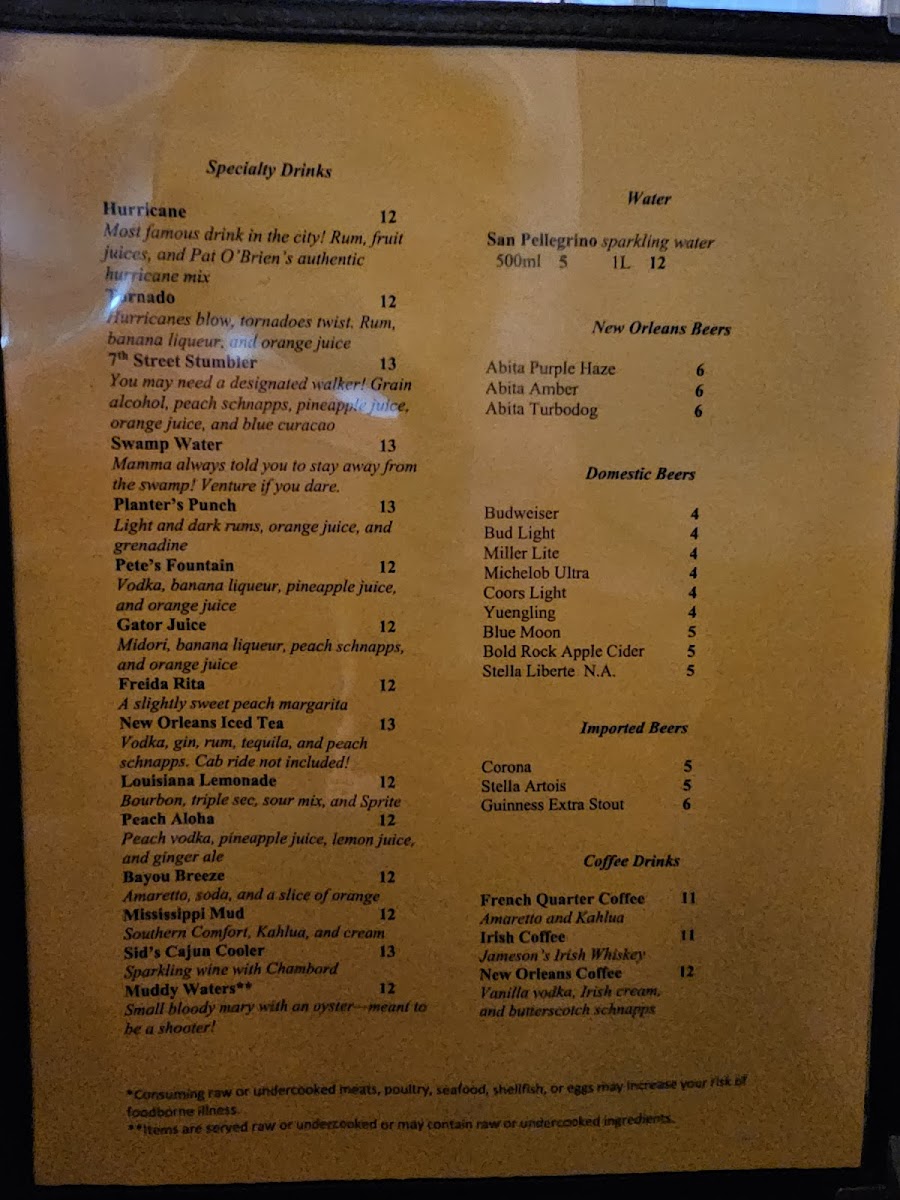 Specialty Drinks
Hurricane 12
Most famous drink in the city! Rum, fruit
juices, and Pat O'Brien's authentic
hurricane mix
Tornado 12
Hurricanes blow, tornadoes twist. Rum,
banana liqueur, and orange juice
7th Street Stumbler 13
You may need a designated walker! Grain
alcohol, peach schnapps, pineapple juice,
orange juice, and blue curacao
Swamp Water 13
Mamma always told you to stay away from
the swamp! Venture if you dare.
Planter's Punch 13
Light and dark rums, orange juice, and
grenadine
Pete's Fountain 12
Vodka, banana liqueur, pineapple juice,
and orange juice
Gator Juice 12
Midori, banana liqueur, peach schnapps,
and orange juice
Freida Rita 12
A slightly sweet peach margarita
New Orleans Iced Tea 13
Vodka, gin, rum, tequila, and peach
schnapps. Cab ride not included!
Louisiana Lemonade 12
Bourbon, triple sec, sour mix, and Sprite
Peach Aloha 12
Peach vodka, pineapple juice, lemon juice,
and ginger ale
Bayou Breeze 12
Amaretto, soda, and a slice of orange
Mississippi Mud 12
Southern Comfort, Kahlua, and cream
Sid's Cajun Cooler 13
Sparkling wine with Chambord
Muddy Waters** 12
Small bloody mary with an oyster—meant to
be a shooter!
Water
San Pellegrino sparkling water
500ml 5 1L 12
New Orleans Beers
Abita Purple Haze 6
Abita Amber 6
Abita Turbodog 6
Domestic Beers
Budweiser 4
Bud Light 4
Miller Lite 4
Michelob Ultra 4
Coors Light 4
Yuengling 4
Blue Moon 5
Bold Rock Apple Cider 5
Stella Liberte N.A. 5
Imported Beers
Corona 5
Stella Artois 5
Guinness Extra Stout 6
Coffee Drinks
French Quarter Coffee 11
Amaretto and Kahlua
Irish Coffee 11
Jameson's Irish Whiskey
New Orleans Coffee 12
Vanilla vodka, Irish cream,
and butterscotch schnapps
*Consuming raw or undercooked meats, poultry, seafood, shellfish, or eggs may increase your risk of
foodborne illness.
**Items are served raw or undercooked or may contain raw or undercooked ingredients.